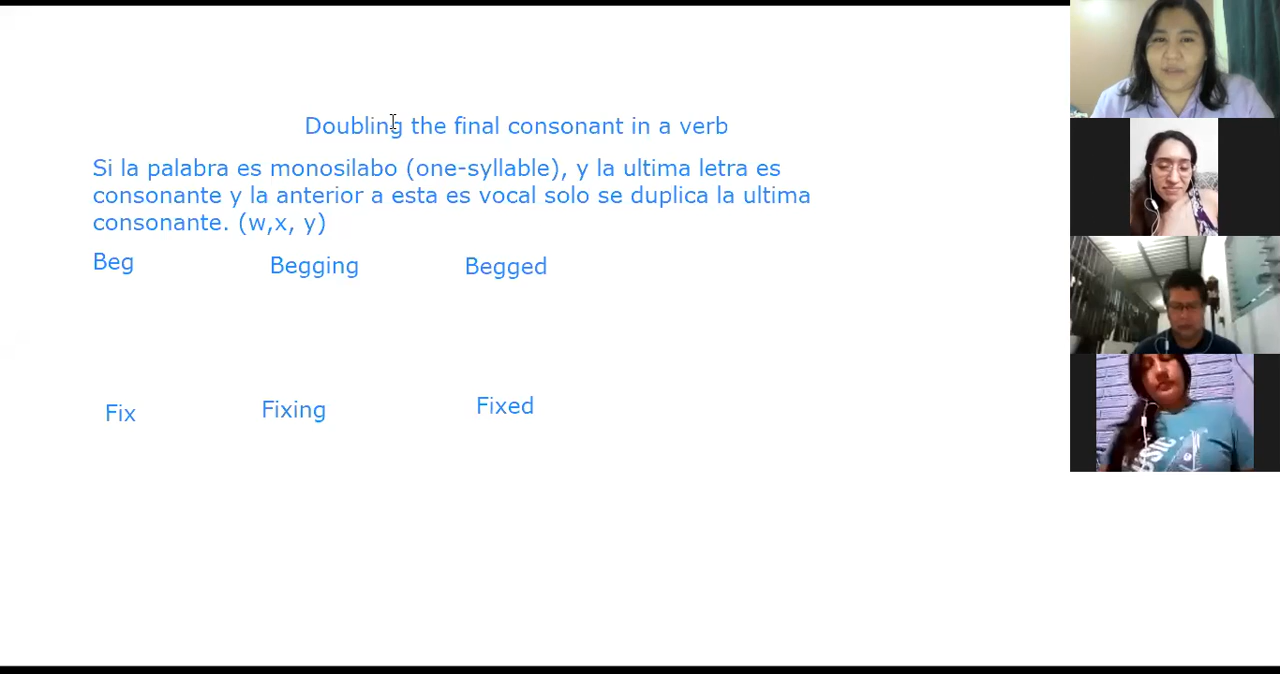 Doubling the final consonant in a verb
Si la palabra es monosilabo (one-syllable), y la ultima letra es
consonante y la anterior a esta es vocal solo se duplica la ultima
consonante. (w,x, y)
Beg Begging Begged
Fix Fixing Fixed
MUSIC